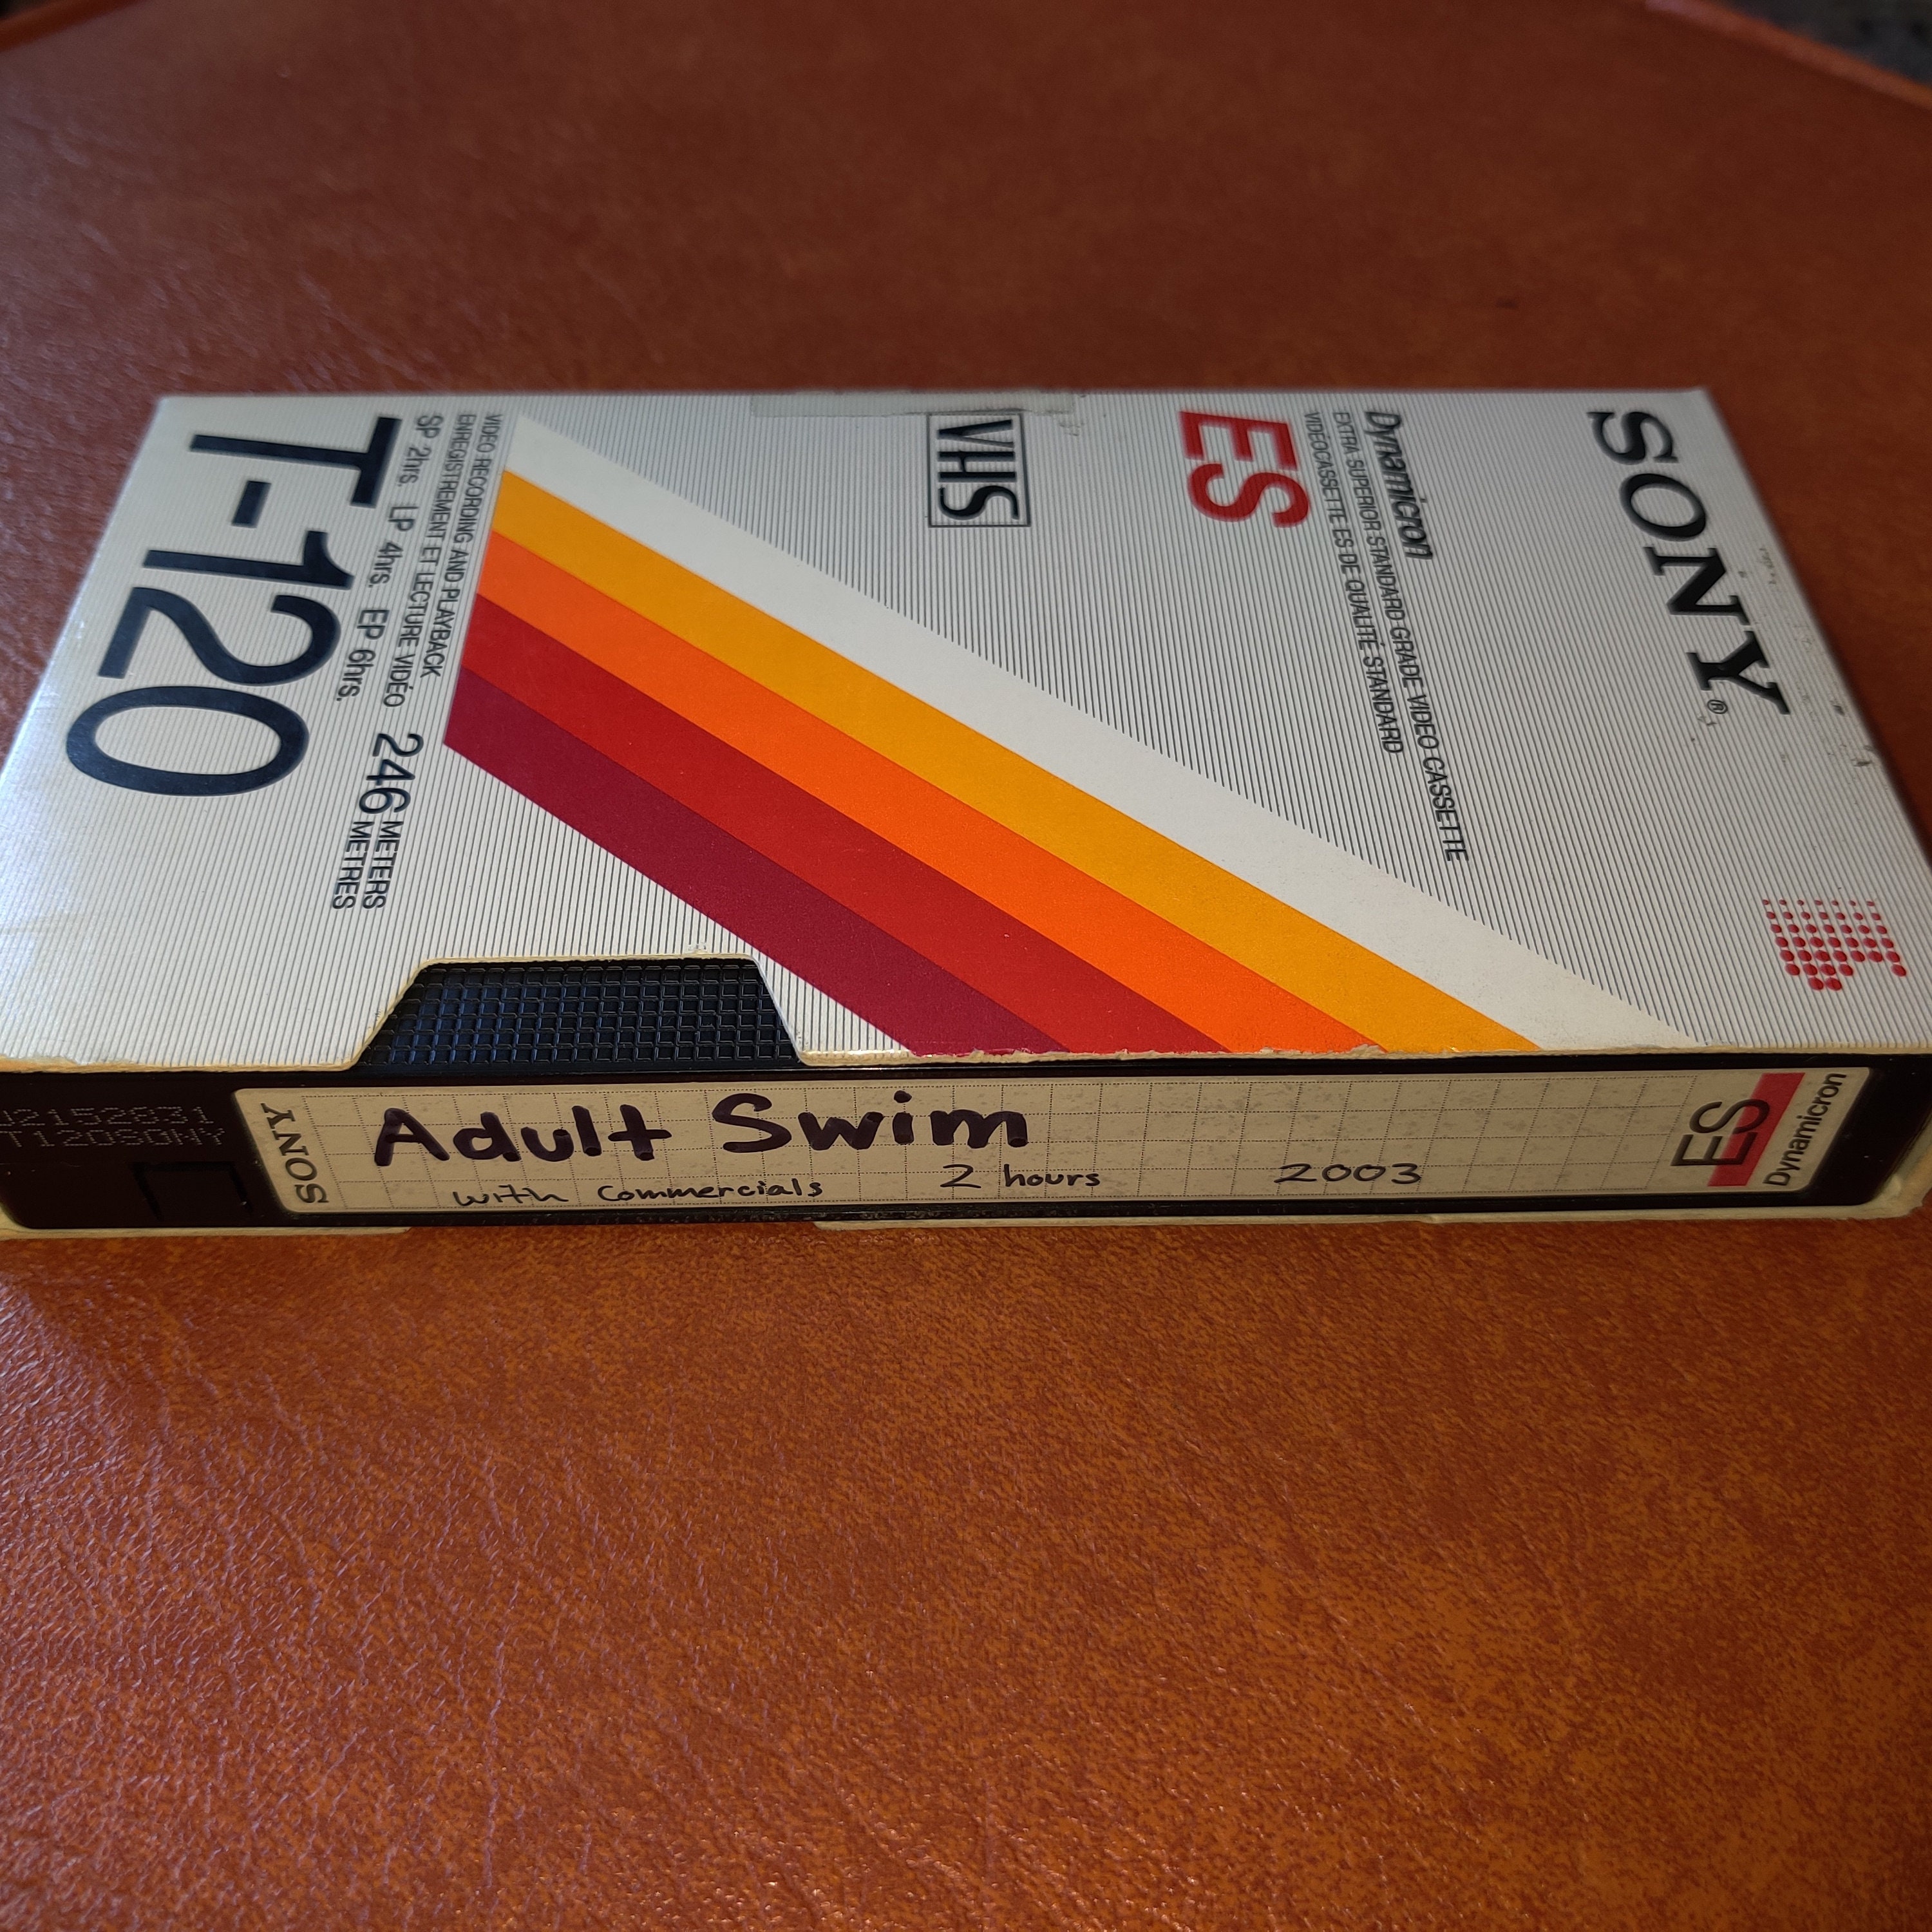 SONY®
Dynamicron
EXTRA SUPERIOR STANDARD GRADE VIDEO CASSETTE
VIDÉOCASSETTE ES DE QUALITÉ STANDARD
ES
VHS
VIDEO RECORDING AND PLAYBACK
ENREGISTREMENT ET LECTURE VIDÉO
SP 2hrs. LP 4hrs. EP 6hrs.
246 METERS
METRES
T-120
T120SONY
SONY
Adult Swim
with Commercials 2 hours 2003
ES
Dynamicron